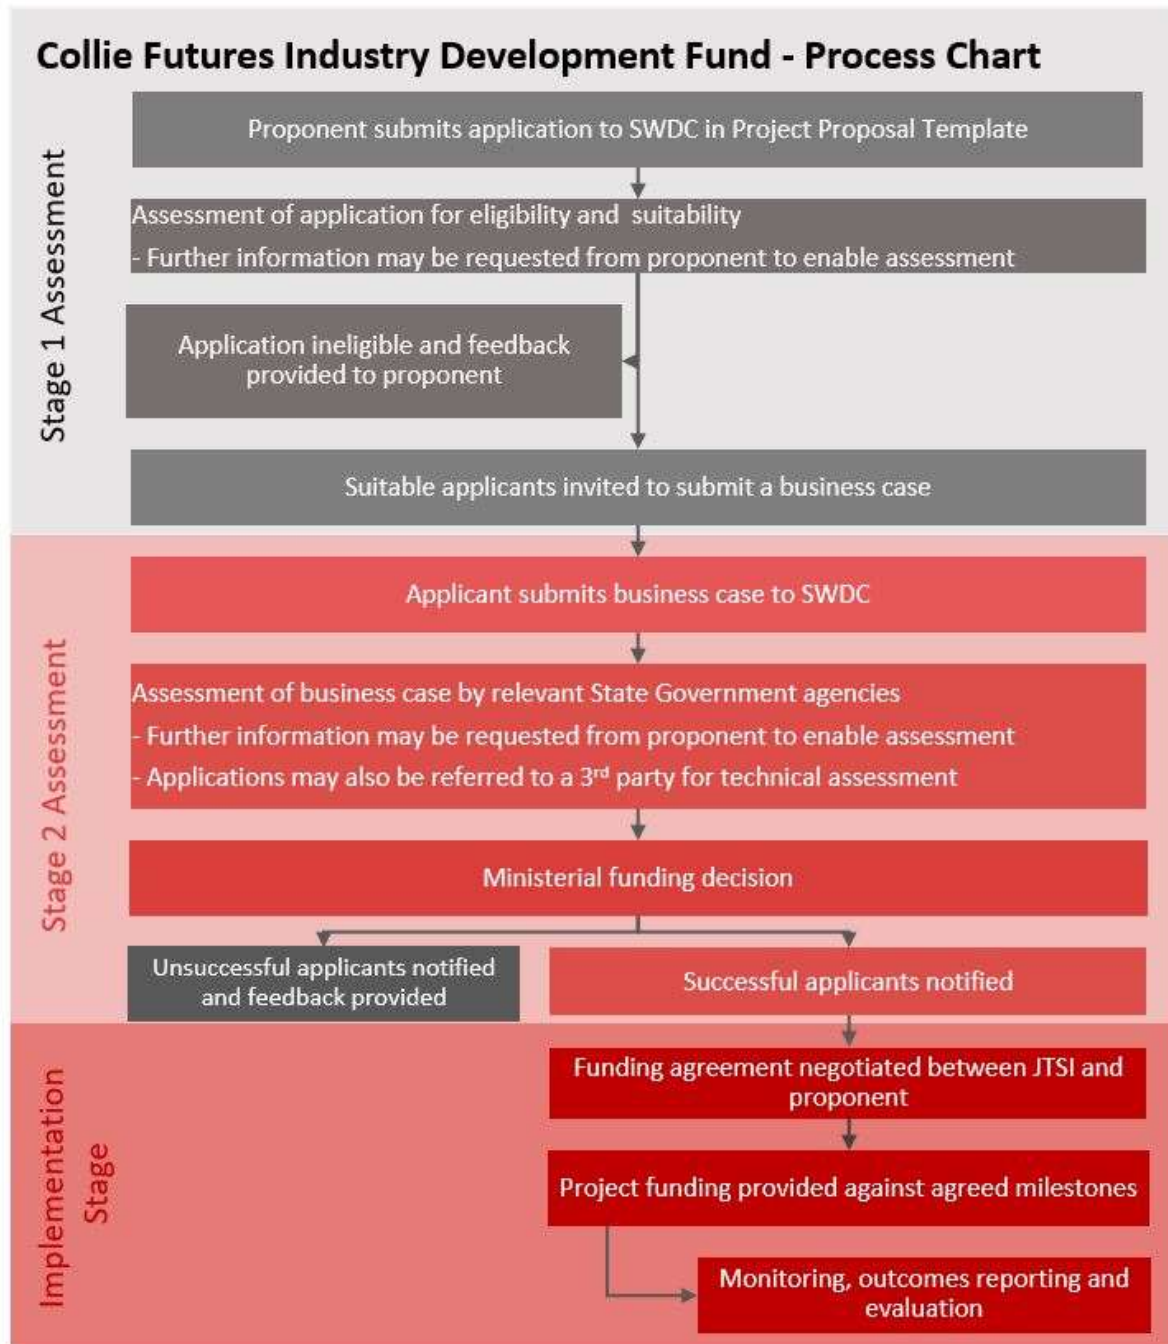 Collie Futures Industry Development Fund - Process Chart
Stage 1 Assessment
Proponent submits application to SWDC in Project Proposal Template
Assessment of application for eligibility and suitability
- Further information may be requested from proponent to enable assessment
Application ineligible and feedback
provided to proponent
Suitable applicants invited to submit a business case
Stage 2 Assessment
Applicant submits business case to SWDC
Assessment of business case by relevant State Government agencies
- Further information may be requested from proponent to enable assessment
- Applications may also be referred to a 3rd party for technical assessment
Ministerial funding decision
Unsuccessful applicants notified
and feedback provided
Successful applicants notified
Implementation
Stage
Funding agreement negotiated between JTSI and
proponent
Project funding provided against agreed milestones
Monitoring, outcomes reporting and
evaluation